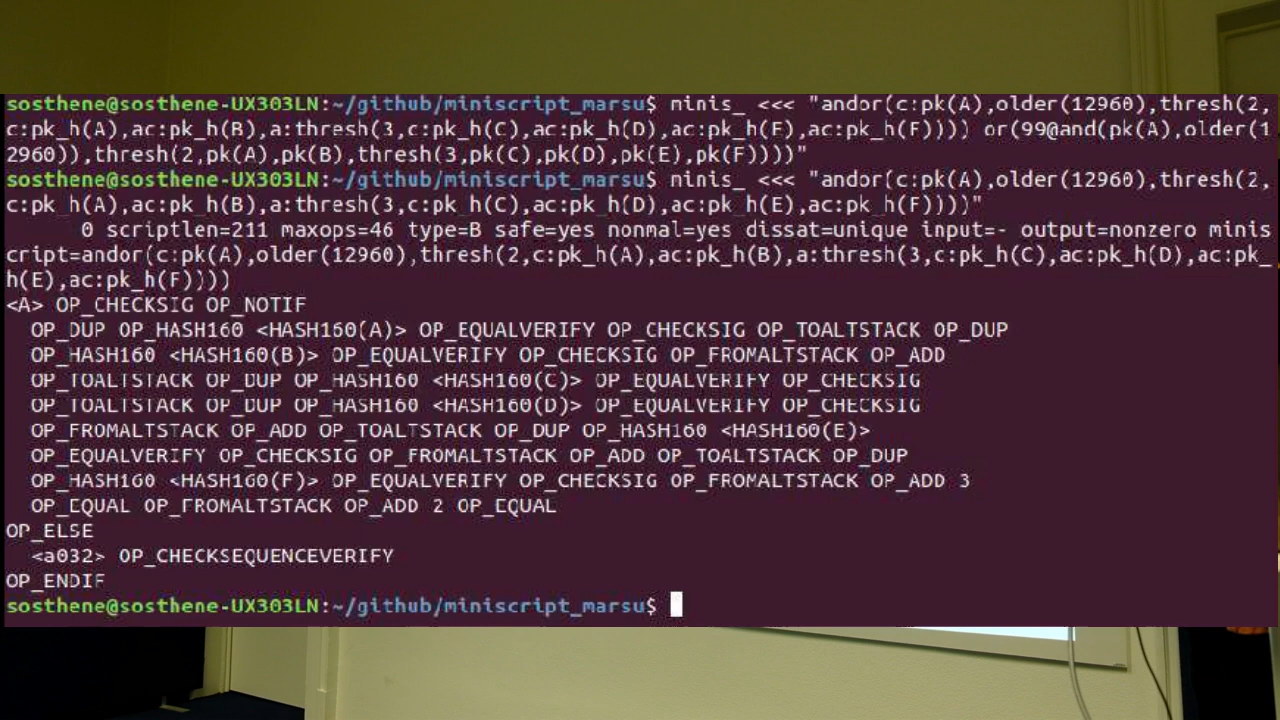 sosthene@sosthene-UX303LN:~/github/miniscript_marsu$ minis_ <<< "andor(c:pk(A),older(12960),thresh(2,
c:pk_h(A),ac:pk_h(B),a:thresh(3,c:pk_h(C),ac:pk_h(D),ac:pk_h(F),ac:pk_h(F)))) or(99@and(pk(A),older(1
2960)),thresh(2,pk(A),pk(B),thresh(3,pk(C),pk(D),pk(E),pk(F))))"
sosthene@sosthene-UX303LN:~/github/miniscript_marsu$ minis_ <<< "andor(c:pk(A),older(12960),thresh(2,
c:pk_h(A),ac:pk_h(B),a:thresh(3,c:pk_h(C),ac:pk_h(D),ac:pk_h(E),ac:pk_h(F))))"
0 scriptlen=211 maxops=46 type=B safe=yes nonmal=yes dissat=unique input=- output=nonzero minis
cript=andor(c:pk(A),older(12960),thresh(2,c:pk_h(A),ac:pk_h(B),a:thresh(3,c:pk_h(C),ac:pk_h(D),ac:pk_
h(E),ac:pk_h(F))))
<A> OP_CHECKSIG OP_NOTIF
OP_DUP OP_HASH160 <HASH160(A)> OP_EQUALVERIFY OP_CHECKSIG OP_TOALTSTACK OP_DUP
OP_HASH160 <HASH160(B)> OP_EQUALVERIFY OP_CHECKSIG OP_FROMALTSTACK OP_ADD
OP_TOALTSTACK OP_DUP OP_HASH160 <HASH160(C)> OP_EQUALVERIFY OP_CHECKSIG
OP_TOALTSTACK OP_DUP OP_HASH160 <HASH160(D)> OP_EQUALVERIFY OP_CHECKSIG
OP_FROMALTSTACK OP_ADD OP_TOALTSTACK OP_DUP OP_HASH160 <HASH160(E)>
OP_EQUALVERIFY OP_CHECKSIG OP_FROMALTSTACK OP_ADD OP_TOALTSTACK OP_DUP
OP_HASH160 <HASH160(F)> OP_EQUALVERIFY OP_CHECKSIG OP_FROMALTSTACK OP_ADD 3
OP_EQUAL OP_FROMALTSTACK OP_ADD 2 OP_EQUAL
OP_ELSE
<a032> OP_CHECKSEQUENCEVERIFY
OP_ENDIF
sosthene@sosthene-UX303LN:~/github/miniscript_marsu$